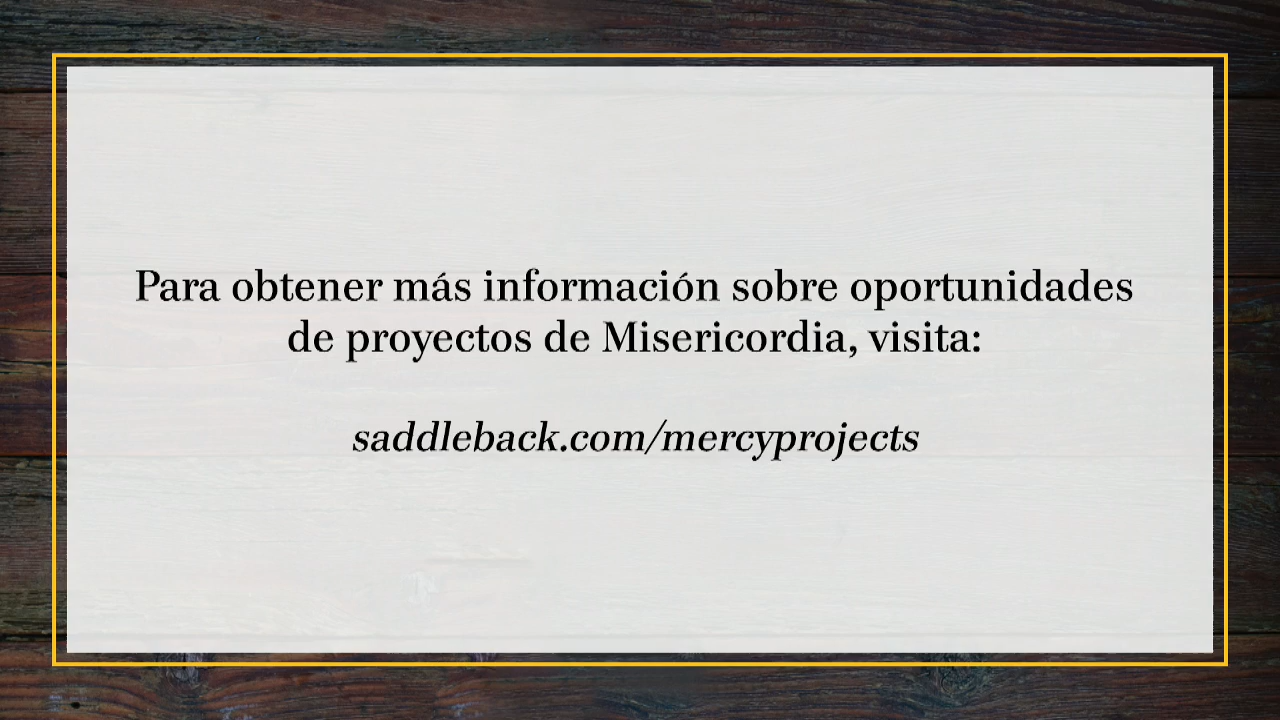 Para obtener más información sobre oportunidades
de proyectos de Misericordia, visita:
saddleback.com/mercyprojects